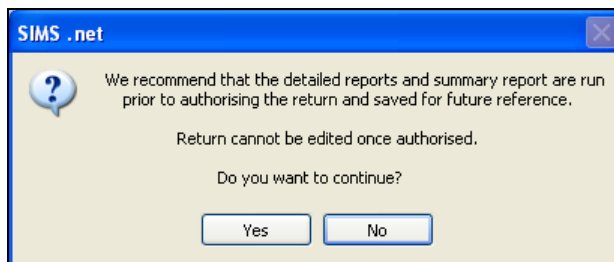 SIMS .net
We recommend that the detailed reports and summary report are run
prior to authorising the return and saved for future reference.
Return cannot be edited once authorised.
Do you want to continue?
Yes
No